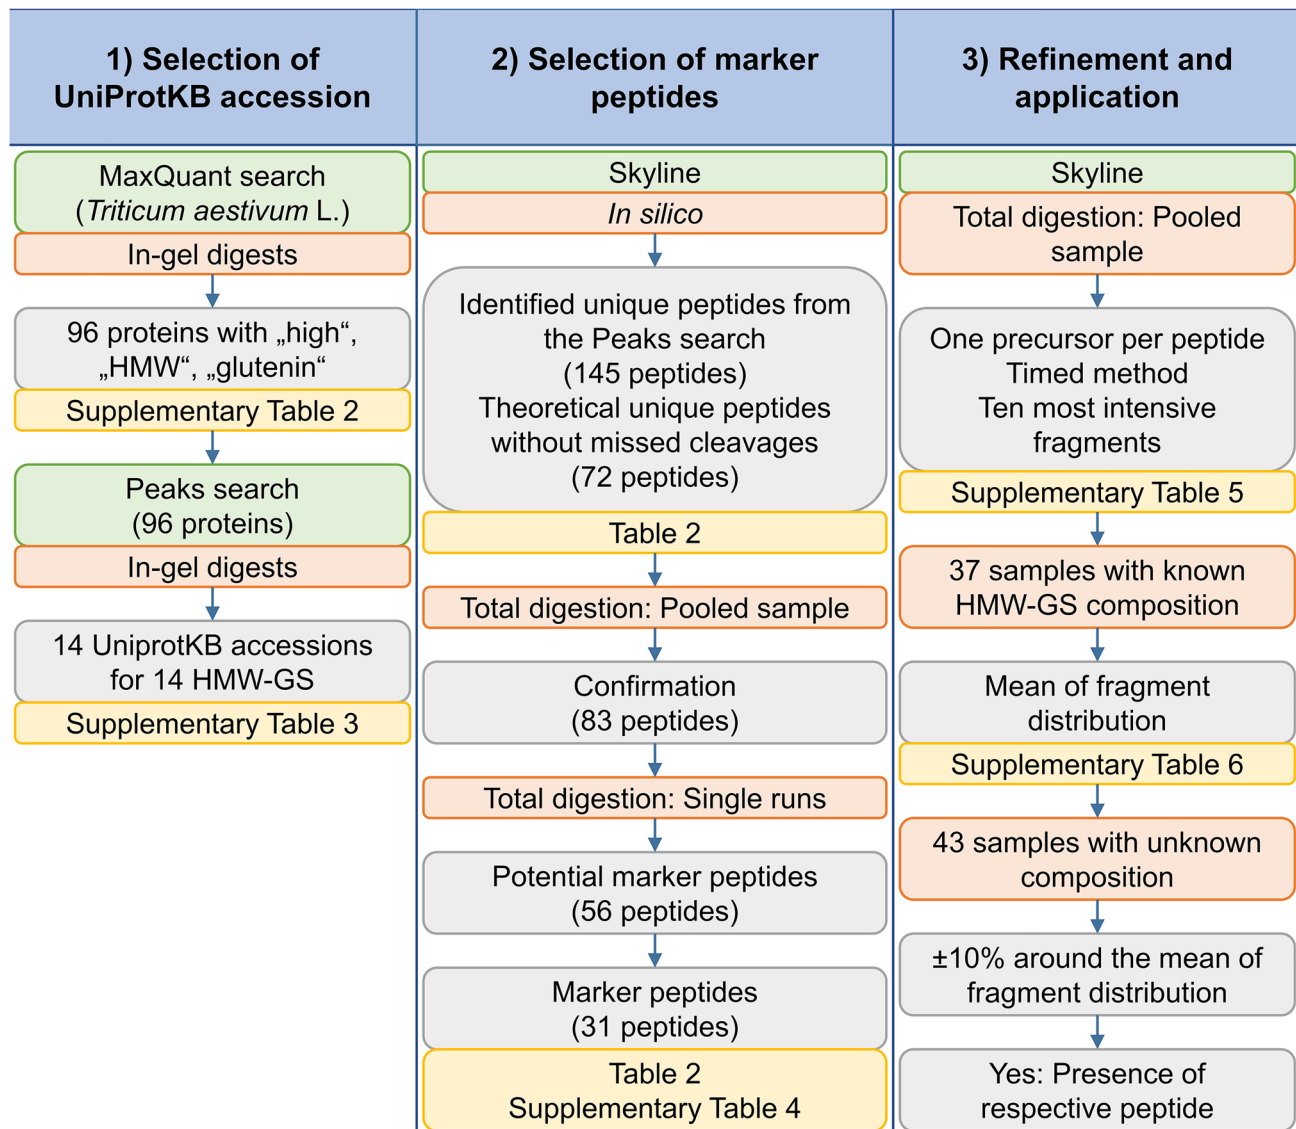 1) Selection of
UniProtKB accession
MaxQuant search
(Triticum aestivum L.)
In-gel digests
96 proteins with „high“,
„HMW“, „glutenin“
Supplementary Table 2
Peaks search
(96 proteins)
In-gel digests
14 UniprotKB accessions
for 14 HMW-GS
Supplementary Table 3
2) Selection of marker
peptides
Skyline
In silico
Identified unique peptides from
the Peaks search
(145 peptides)
Theoretical unique peptides
without missed cleavages
(72 peptides)
Table 2
Total digestion: Pooled sample
Confirmation
(83 peptides)
Total digestion: Single runs
Potential marker peptides
(56 peptides)
Marker peptides
(31 peptides)
Table 2
Supplementary Table 4
3) Refinement and
application
Skyline
Total digestion: Pooled
sample
One precursor per peptide
Timed method
Ten most intensive
fragments
Supplementary Table 5
37 samples with known
HMW-GS composition
Mean of fragment
distribution
Supplementary Table 6
43 samples with unknown
composition
±10% around the mean of
fragment distribution
Yes: Presence of
respective peptide